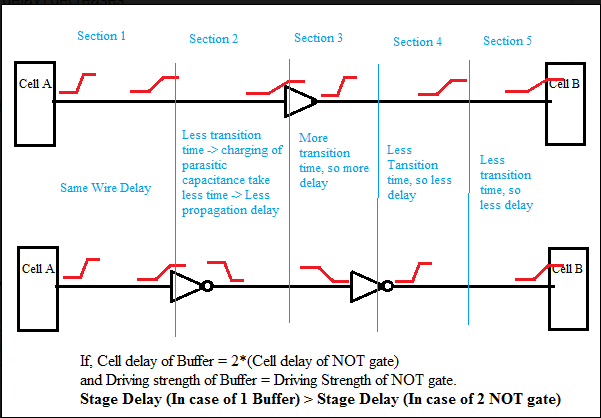 Section 1
Section 2
Section 3
Section 4
Section 5
Cell A
Cell B
Less transition
time -> charging of
parasitic
capacitance take
less time -> Less
propagation delay
More
transition
time, so more
delay
Less
Tansition
time, so less
delay
Less
transition
time, so
less delay
Same Wire Delay
Cell A
Cell B
If, Cell delay of Buffer = 2*(Cell delay of NOT gate)
and Driving strength of Buffer = Driving Strength of NOT gate.
Stage Delay (In case of 1 Buffer) > Stage Delay (In case of 2 NOT gate)